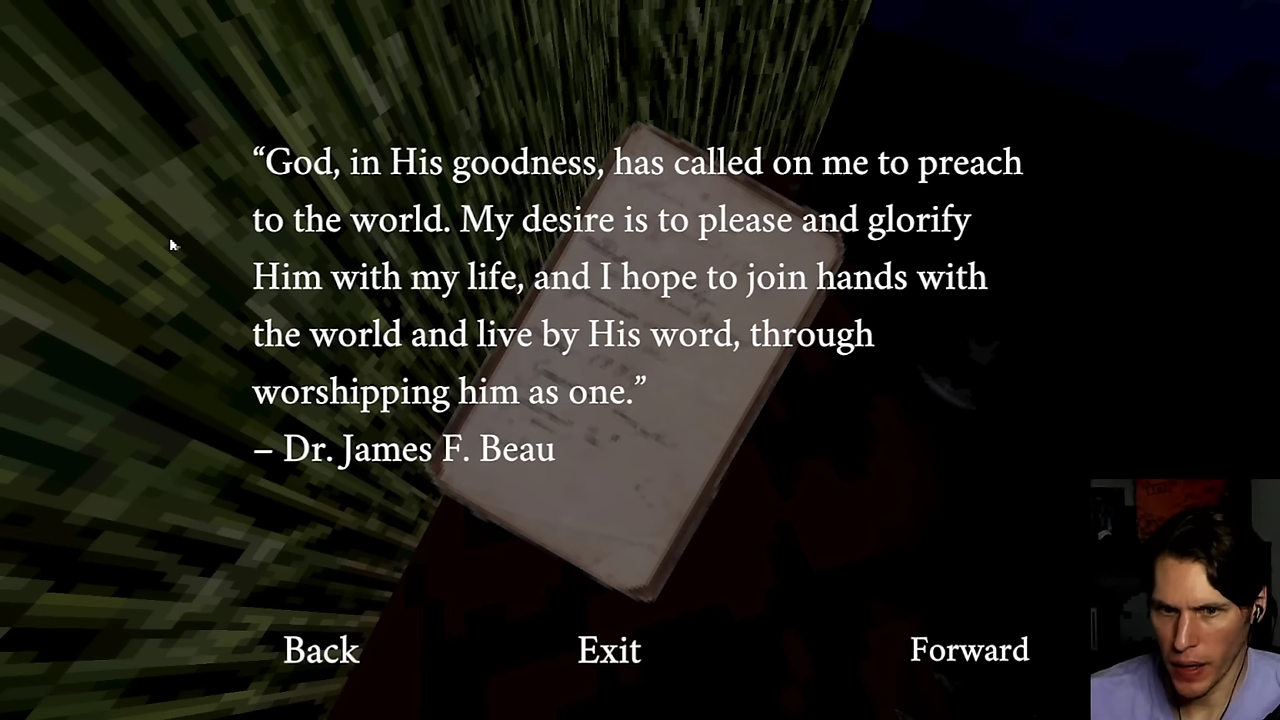 “God, in His goodness, has called on me to preach
to the world. My desire is to please and glorify
Him with my life, and I hope to join hands with
the world and live by His word, through
worshipping him as one.”
– Dr. James F. Beau
Back Exit Forward